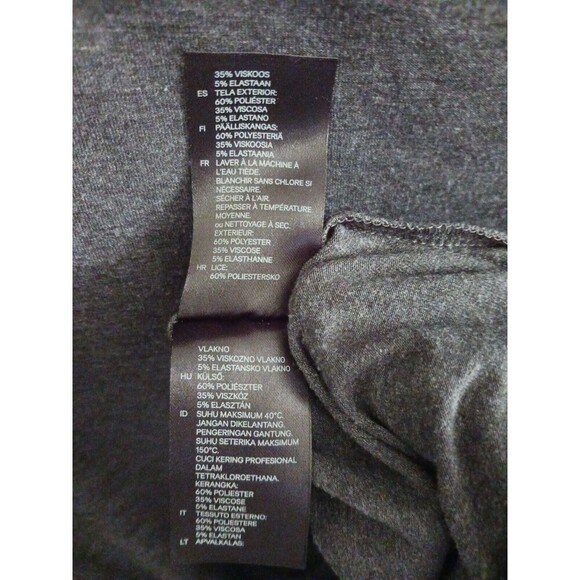 35% VISKOOS
5% ELASTAAN
ES TELA EXTERIOR:
60% POLIÉSTER
35% VISCOSA
5% ELASTANO
FI PÄÄLLISKANGAS:
60% POLYESTERIÄ
35% VISKOOSIA
5% ELASTAANIA
FR LAVER À LA MACHINE À
L'EAU TIÈDE.
BLANCHIR SANS CHLORE SI
NÉCESSAIRE.
SÉCHER À L'AIR.
REPASSER À TEMPÉRATURE
MOYENNE.
ou NETTOYAGE À SEC.
EXTERIEUR:
60% POLYESTER
35% VISCOSE
5% ELASTHANNE
HR LICE:
60% POLIESTERSKO
VLAKNO
35% VISKOZNO VLAKNO
5% ELASTANSKO VLAKNO
HU KÜLSŐ:
60% POLIÉSZTER
35% VISZKÓZ
5% ELASZTÁN
ID SUHU MAKSIMUM 40°C.
JANGAN DIKELANTANG.
PENGERINGAN GANTUNG.
SUHU SETERIKA MAKSIMUM
150°C.
CUCI KERING PROFESIONAL
DALAM
TETRAKLOROETHANA.
KERANGKA:
60% POLIESTER
35% VISCOSE
5% ELASTANE
IT TESSUTO ESTERNO:
60% POLIESTERE
35% VISCOSA
5% ELASTAN
LT APVALKALAS: